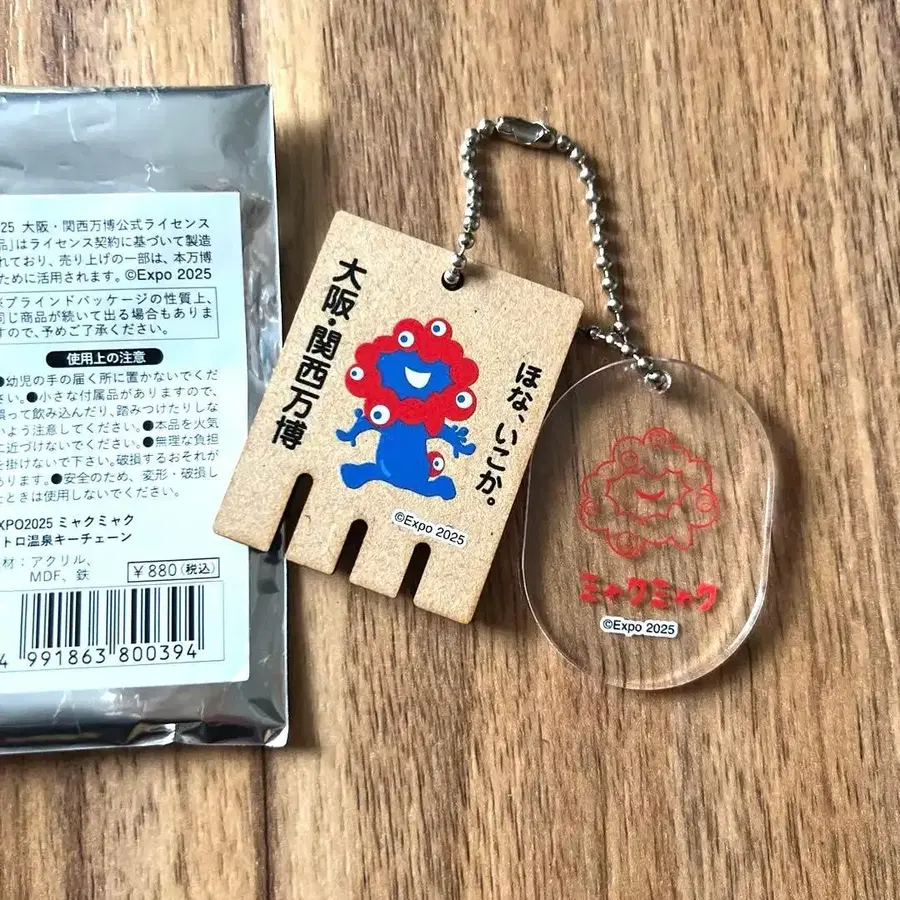 25 大阪・関西万博公式ライセンス
品」はライセンス契約に基づいて製造
れており、売り上げの一部は、本万博
ために活用されます。©Expo 2025
※ブラインドパッケージの性質上、
同じ商品が続いて出る場合もありま
すので、予めご了承ください。
使用上の注意
●幼児の手の届く所に置かないでくだ
さい。●小さな付属品がありますので、
誤って飲み込んだり、踏みつけたりしな
いよう注意してください。●本品を火気
に近づけないでください。●無理な負担
を掛けないで下さい。破損するおそれが
あります。●安全のため、変形・破損し
たときは使用しないでください。
XPO2025 ミャクミャク
トロ温泉キーチェーン
材：アクリル、
MDF、鉄
￥880(税込)
4 991863 800394
大阪・関西万博
ほな、いこか。
©Expo 2025
ミャクミャク
©Expo 2025